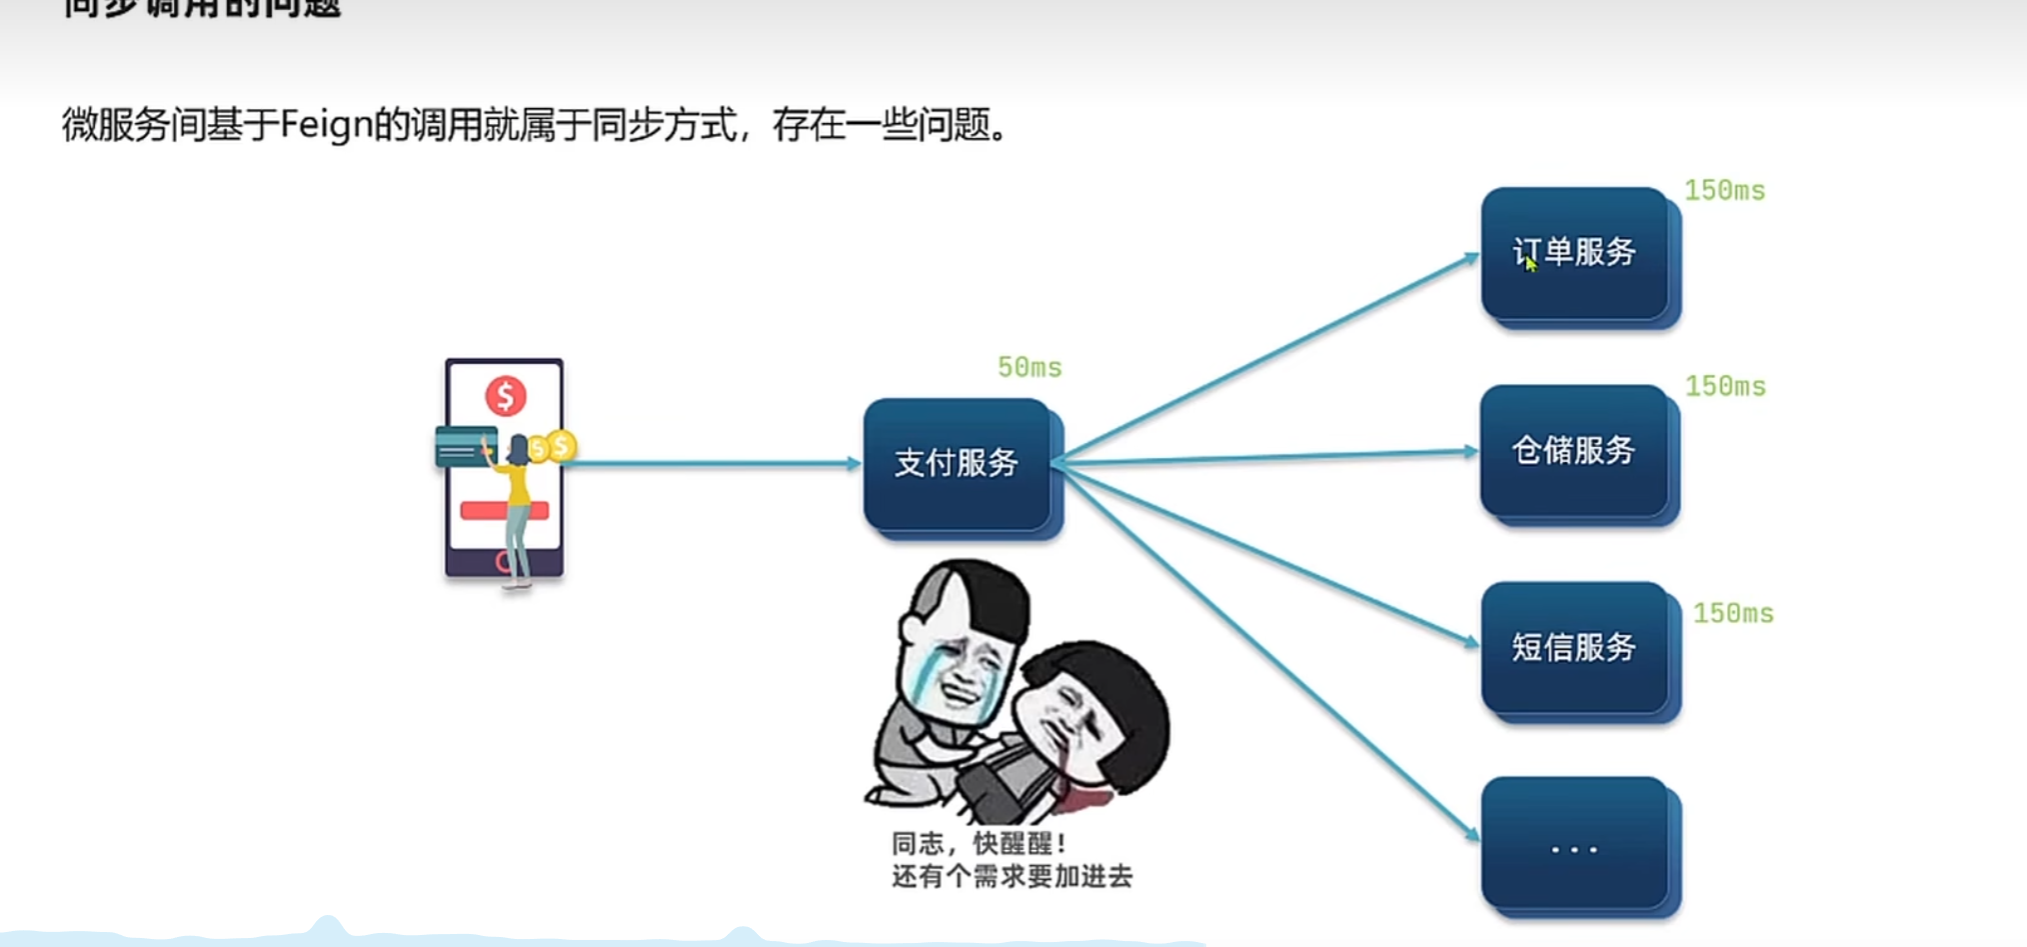 同步调用的问题
微服务间基于Feign的调用就属于同步方式，存在一些问题。
150ms
订单服务
50ms
150ms
支付服务
仓储服务
150ms
短信服务
...
同志，快醒醒！
还有个需求要加进去
$
$
$